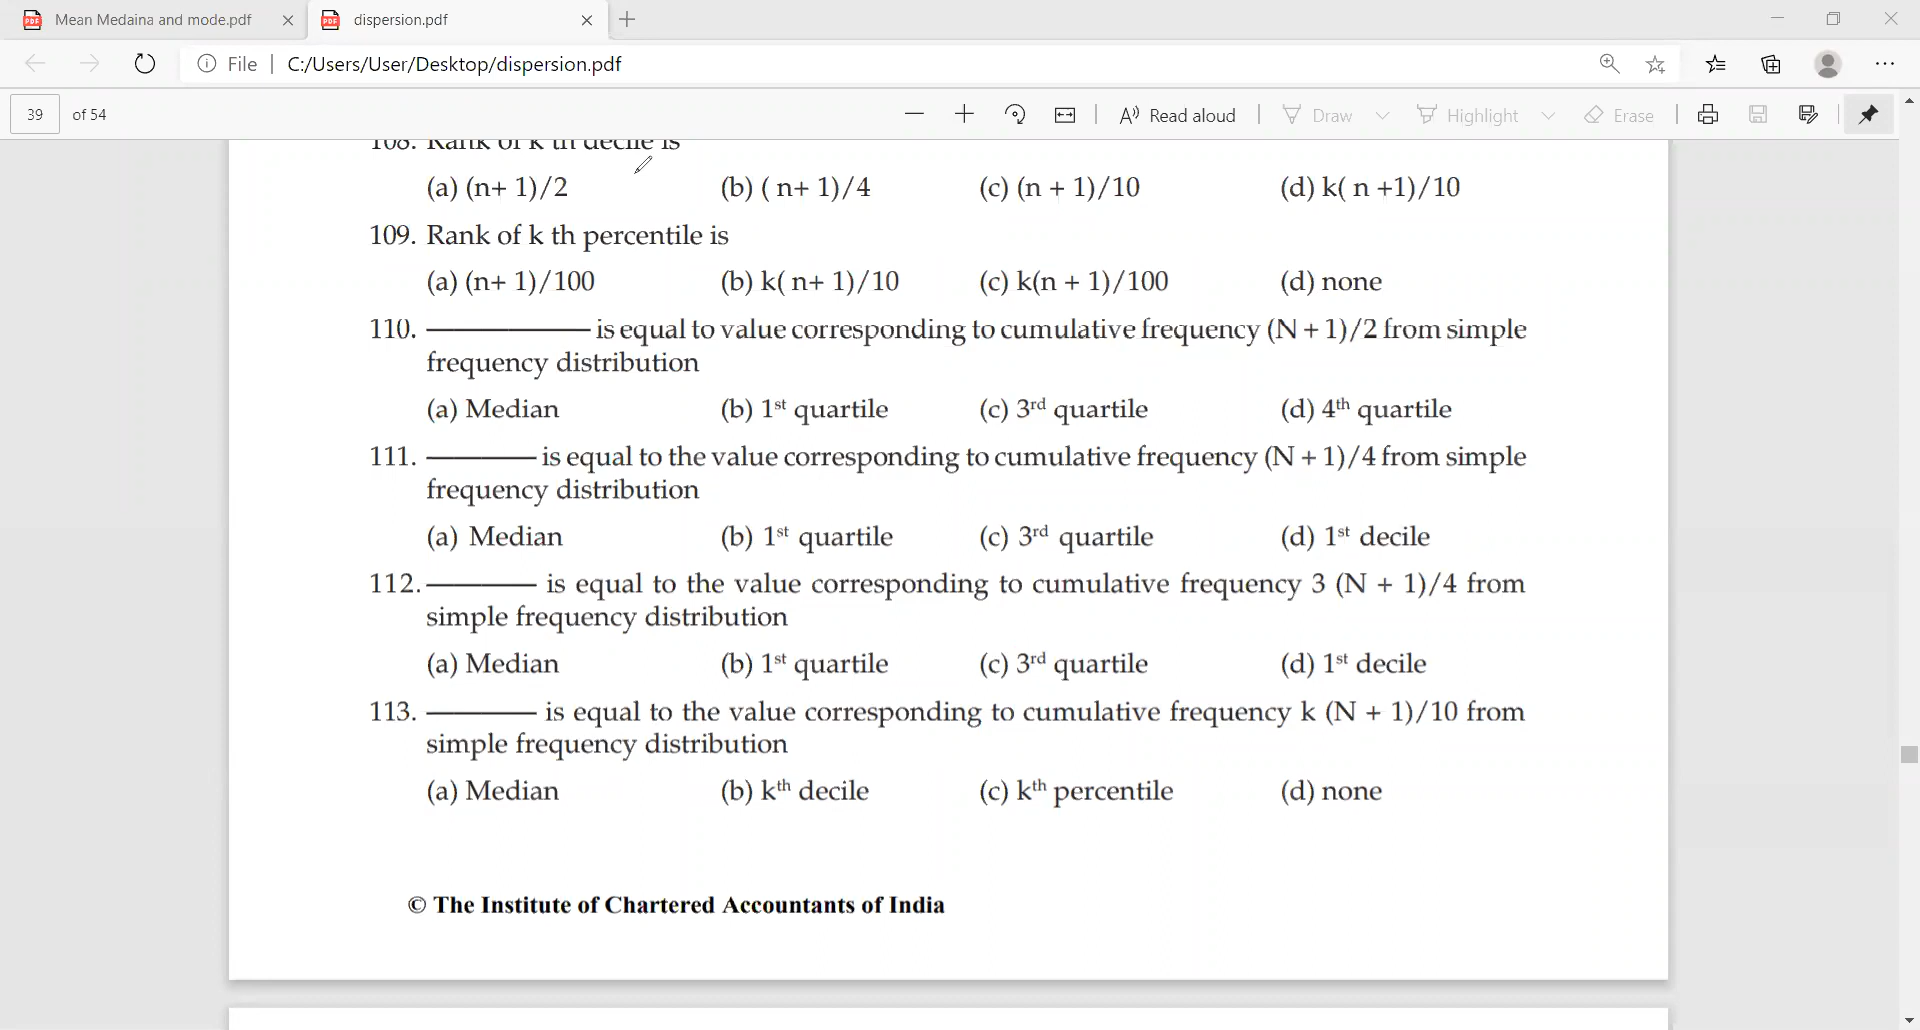 Mean Medaina and mode.pdf
dispersion.pdf
File
C:/Users/User/Desktop/dispersion.pdf
39 of 54
Read aloud
Draw
Highlight
Erase
108. Rank of k th decile is
(a) (n+ 1)/2 (b) ( n+ 1)/4 (c) (n + 1)/10 (d) k( n +1)/10
109. Rank of k th percentile is
(a) (n+ 1)/100 (b) k( n+ 1)/10 (c) k(n + 1)/100 (d) none
110. —————— is equal to value corresponding to cumulative frequency (N + 1)/2 from simple
frequency distribution
(a) Median (b) 1st quartile (c) 3rd quartile (d) 4th quartile
111. ———— is equal to the value corresponding to cumulative frequency (N + 1)/4 from simple
frequency distribution
(a) Median (b) 1st quartile (c) 3rd quartile (d) 1st decile
112. ———— is equal to the value corresponding to cumulative frequency 3 (N + 1)/4 from
simple frequency distribution
(a) Median (b) 1st quartile (c) 3rd quartile (d) 1st decile
113. ———— is equal to the value corresponding to cumulative frequency k (N + 1)/10 from
simple frequency distribution
(a) Median (b) kth decile (c) kth percentile (d) none
© The Institute of Chartered Accountants of India